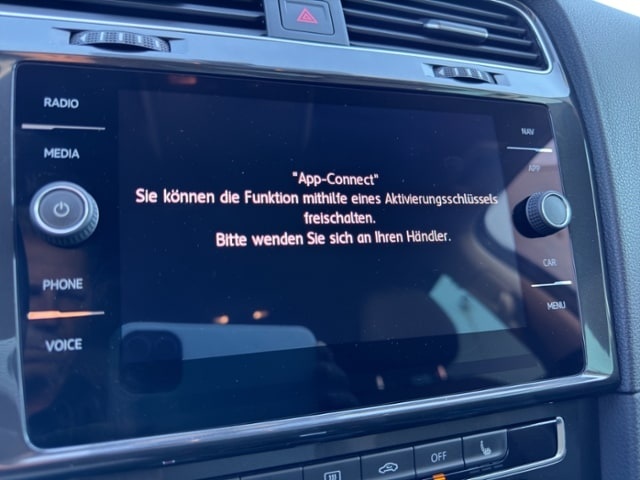 RADIO
MEDIA
PHONE
VOICE
"App-Connect"
Sie können die Funktion mithilfe eines Aktivierungsschlüssels
freischalten.
Bitte wenden Sie sich an Ihren Händler.
NAV
APP
CAR
MENU
OFF